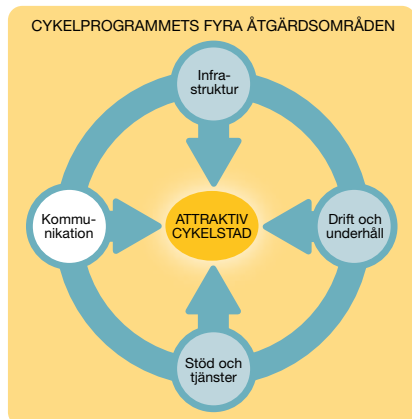 CYKELPROGRAMMETS FYRA ÅTGÄRDSOMRÅDEN
Infra-
struktur
Kommu-
nikation
ATTRAKTIV
CYKELSTAD
Drift och
underhåll
Stöd och
tjänster